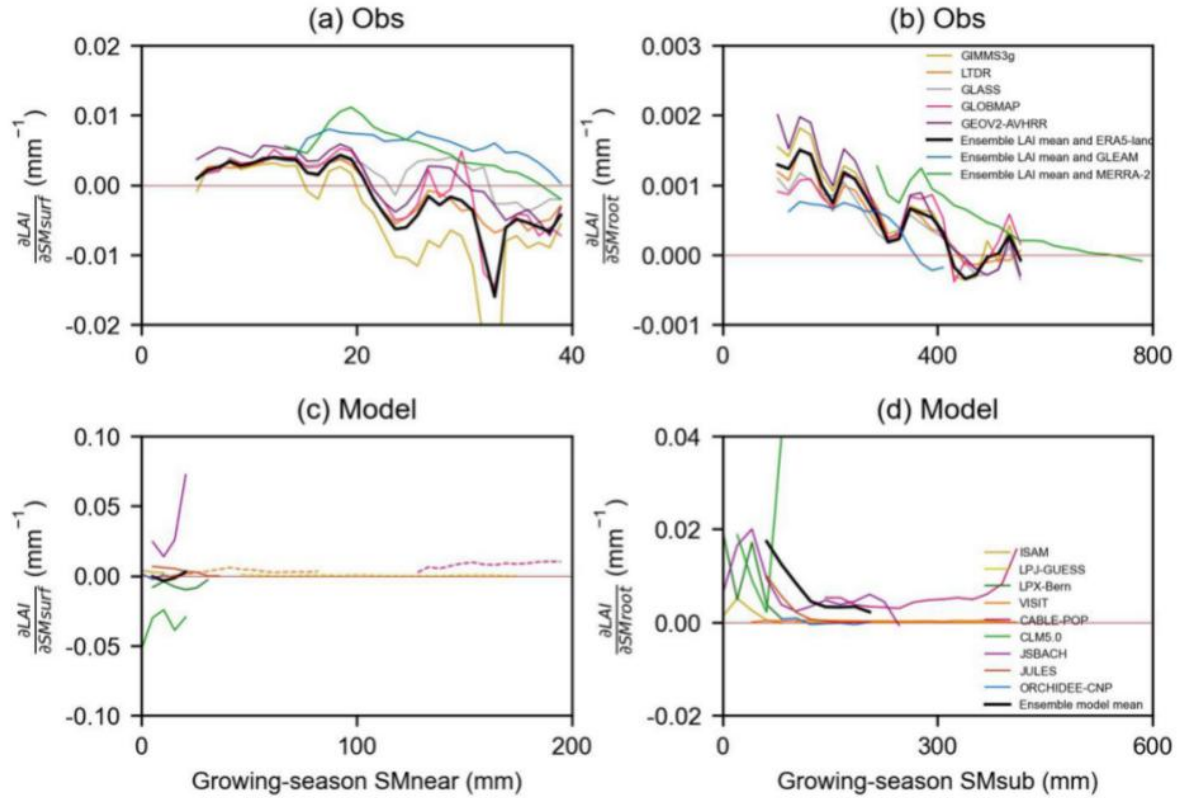 (a) Obs
(b) Obs
0.02
0.01
0.00
-0.01
-0.02
∂LAI
∂SMsurf
(mm⁻¹)
0
20
40
0.003
0.002
0.001
0.000
-0.001
∂LAI
∂SMroot
(mm⁻¹)
0
400
800
GIMMS3g
LTDR
GLASS
GLOBMAP
GEOV2-AVHRR
Ensemble LAI mean and ERA5-land
Ensemble LAI mean and GLEAM
Ensemble LAI mean and MERRA-2
(c) Model
(d) Model
0.10
0.05
0.00
-0.05
-0.10
∂LAI
∂SMsurf
(mm⁻¹)
0
100
200
Growing-season SMnear (mm)
0.04
0.02
0.00
-0.02
∂LAI
∂SMroot
(mm⁻¹)
0
300
600
Growing-season SMsub (mm)
ISAM
LPJ-GUESS
LPX-Bern
VISIT
CABLE-POP
CLM5.0
JSBACH
JULES
ORCHIDEE-CNP
Ensemble model mean